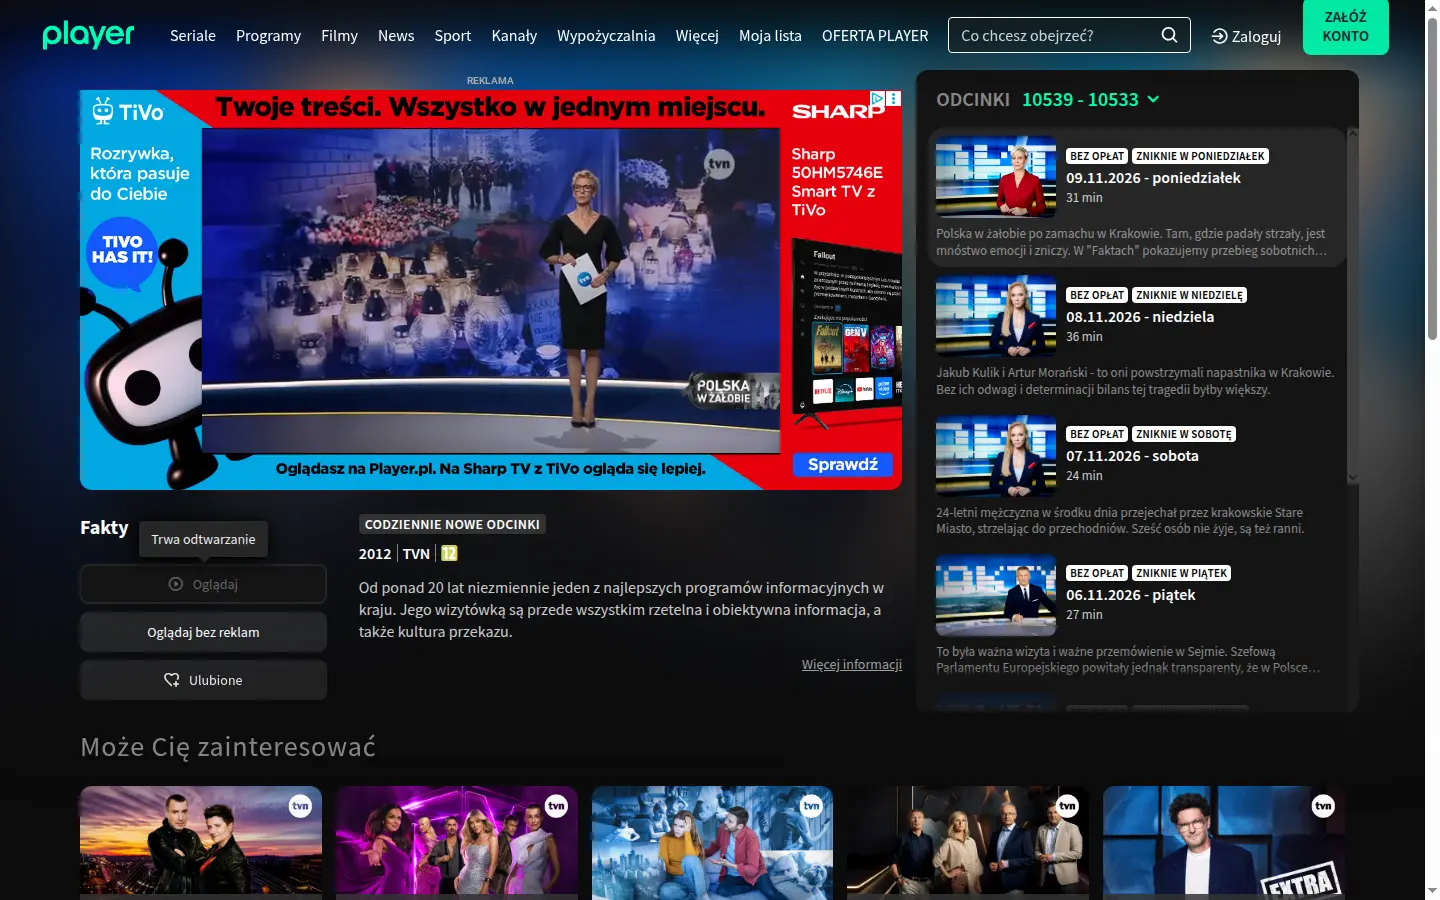 player
Seriale Programy Filmy News Sport Kanały Wypożyczalnia Więcej Moja lista OFERTA PLAYER
Co chcesz obejrzeć?
Zaloguj
ZAŁÓŻ
KONTO
REKLAMA
TiVo
Twoje treści. Wszystko w jednym miejscu.
SHARP
Rozrywka,
która pasuje
do Ciebie
TIVO
HAS IT!
tvn
POLSKA
W ŻAŁOBIE
Sharp
50HM5746E
Smart TV z
TiVo
Fallout
Oglądasz na Player.pl. Na Sharp TV z TiVo ogląda się lepiej.
Sprawdź
Fakty
Trwa odtwarzanie
Oglądaj
Oglądaj bez reklam
Ulubione
CODZIENNIE NOWE ODCINKI
2012 TVN 12
Od ponad 20 lat niezmiennie jeden z najlepszych programów informacyjnych w
kraju. Jego wizytówką są przede wszystkim rzetelna i obiektywna informacja, a
także kultura przekazu.
Więcej informacji
ODCINKI 10539 - 10533
BEZ OPŁAT ZNIKNIE W PONIEDZIAŁEK
09.11.2026 - poniedziałek
31 min
Polska w żałobie po zamachu w Krakowie. Tam, gdzie padały strzały, jest
mnóstwo emocji i zniczy. W "Faktach" pokazujemy przebieg sobotnich…
BEZ OPŁAT ZNIKNIE W NIEDZIELĘ
08.11.2026 - niedziela
36 min
Jakub Kulik i Artur Morański - to oni powstrzymali napastnika w Krakowie.
Bez ich odwagi i determinacji bilans tej tragedii byłby większy.
BEZ OPŁAT ZNIKNIE W SOBOTĘ
07.11.2026 - sobota
24 min
24-letni mężczyzna w środku dnia przejechał przez krakowskie Stare
Miasto, strzelając do przechodniów. Sześć osób nie żyje, są też ranni.
BEZ OPŁAT ZNIKNIE W PIĄTEK
06.11.2026 - piątek
27 min
To była ważna wizyta i ważne przemówienie w Sejmie. Szefową
Parlamentu Europejskiego powitały jednak transparenty, że w Polsce…
Może Cię zainteresować
tvn
tvn
tvn
tvn
tvn
EXTRA